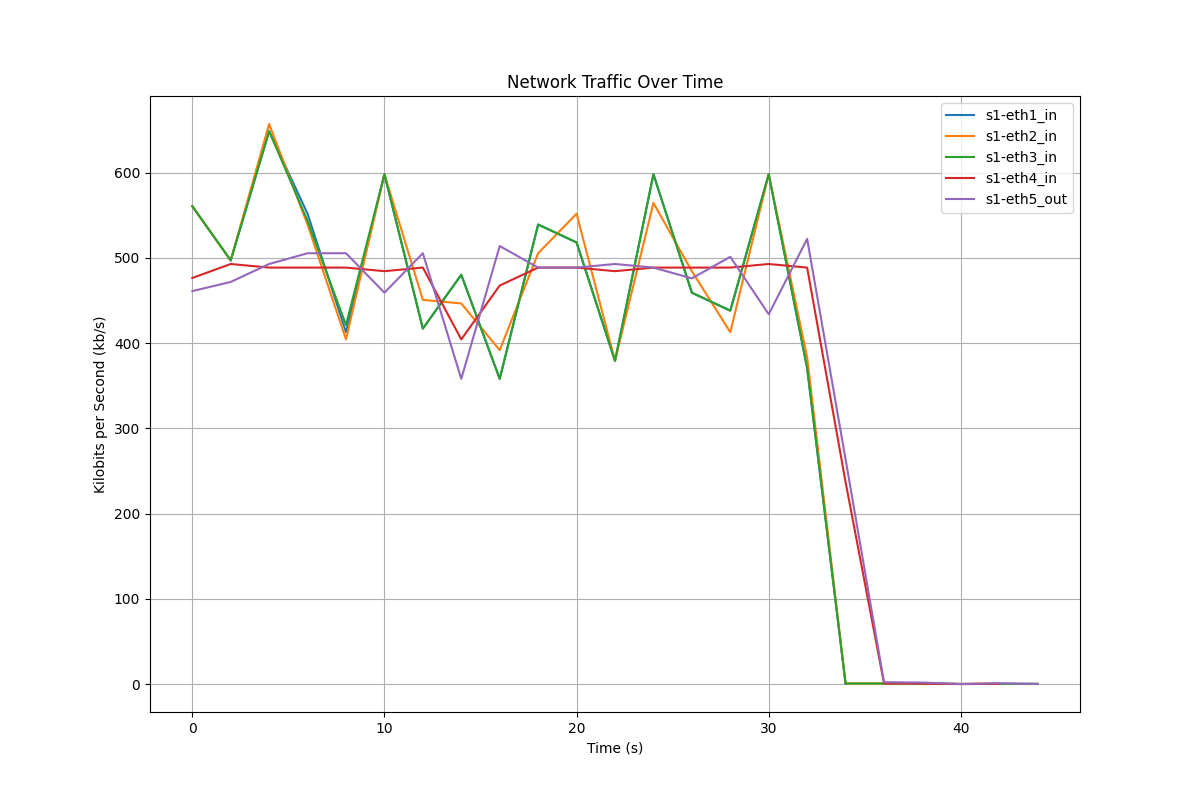 Network Traffic Over Time
s1-eth1_in
s1-eth2_in
s1-eth3_in
s1-eth4_in
s1-eth5_out
Kilobits per Second (kb/s)
600
500
400
300
200
100
0
0 10 20 30 40
Time (s)